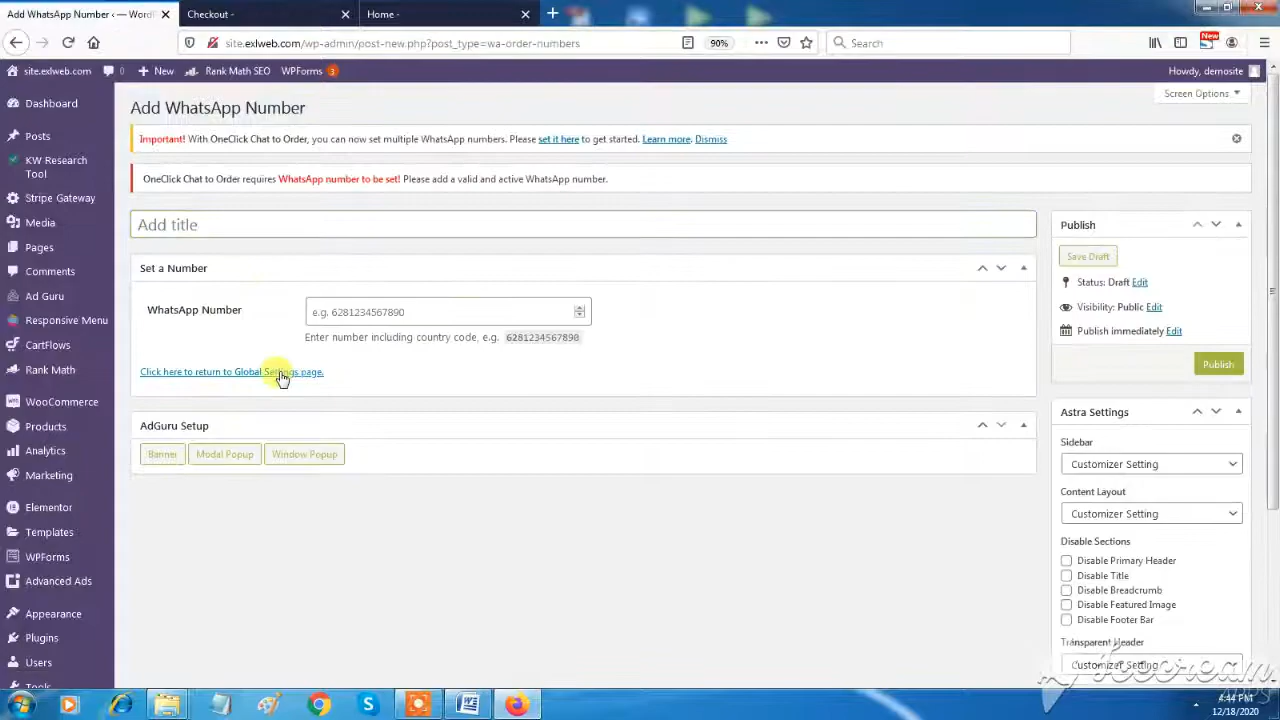 Add WhatsApp Number ‹ — WordP
Checkout -
Home -
site.exlweb.com/wp-admin/post-new.php?post_type=wa-order-numbers
90%
Search
New
site.exlweb.com
0
New
Rank Math SEO
WPForms 3
Howdy, demosite
Screen Options
Dashboard
Posts
KW Research
Tool
Stripe Gateway
Media
Pages
Comments
Ad Guru
Responsive Menu
CartFlows
Rank Math
WooCommerce
Products
Analytics
Marketing
Elementor
Templates
WPForms
Advanced Ads
Appearance
Plugins
Users
Tools
Add WhatsApp Number
Important! With OneClick Chat to Order, you can now set multiple WhatsApp numbers. Please set it here to get started. Learn more. Dismiss
OneClick Chat to Order requires WhatsApp number to be set! Please add a valid and active WhatsApp number.
Add title
Set a Number
WhatsApp Number
e.g. 6281234567890
Enter number including country code, e.g. 6281234567890
Click here to return to Global Settings page.
AdGuru Setup
Banner
Modal Popup
Window Popup
Publish
Save Draft
Status: Draft Edit
Visibility: Public Edit
Publish immediately Edit
Publish
Astra Settings
Sidebar
Customizer Setting
Content Layout
Customizer Setting
Disable Sections
Disable Primary Header
Disable Title
Disable Breadcrumb
Disable Featured Image
Disable Footer Bar
Transparent Header
Customizer Setting
Icecream
APPS
4:44 PM
12/18/2020